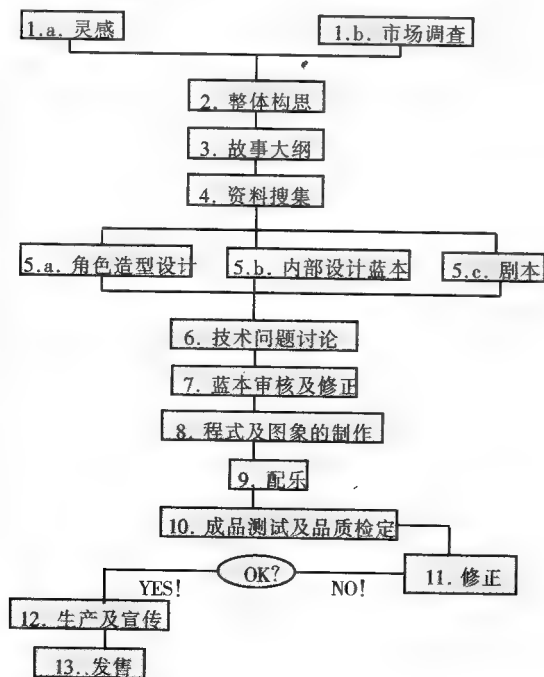 1.a. 灵感
1.b. 市场调查
2. 整体构思
3. 故事大纲
4. 资料搜集
5.a. 角色造型设计
5.b. 内部设计蓝本
5.c. 剧本
6. 技术问题讨论
7. 蓝本审核及修正
8. 程式及图象的制作
9. 配乐
10. 成品测试及品质检定
OK?
YES!
NO!
11. 修正
12. 生产及宣传
13..发售